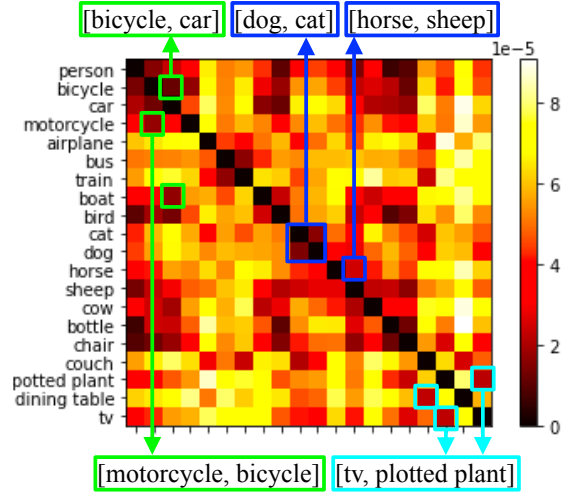 [bicycle, car] [dog, cat] [horse, sheep]
1e−5
person
bicycle
car
motorcycle
airplane
bus
train
boat
bird
cat
dog
horse
sheep
cow
bottle
chair
couch
potted plant
dining table
tv
8
6
4
2
0
[motorcycle, bicycle] [tv, plotted plant]